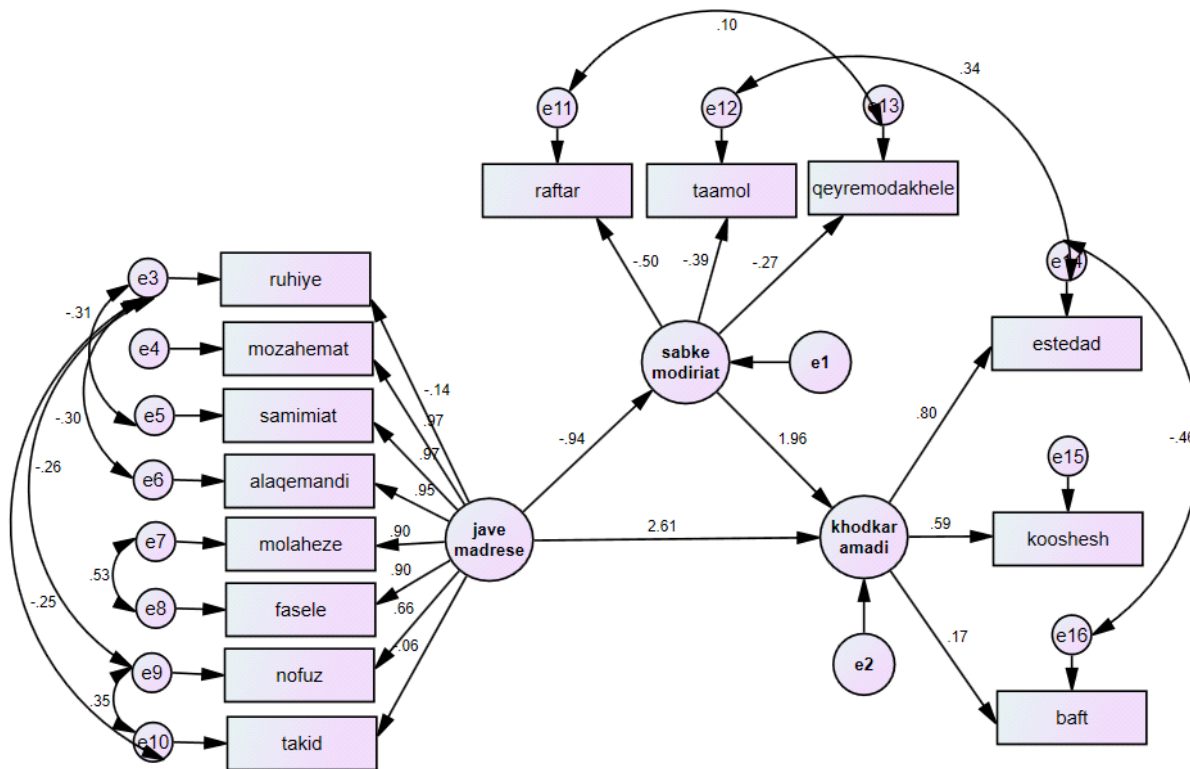 .10
.34
e11
e12
e13
raftar
taamol
qeyremodakhele
-.50
-.39
-.27
e14
e3
ruhiye
-.31
e4
mozahemat
sabke
modiriat
e1
estedad
-.14
e5
samimiat
-.30
.97
.97
-.94
1.96
.80
-.46
e15
-.26
e6
alaqemandi
.95
jave
madrese
khodkar
amadi
.59
kooshesh
e7
molaheze
.90
2.61
.53
.90
-.25
e8
fasele
.66
e16
.17
e9
nofuz
-.06
e2
.35
baft
e10
takid